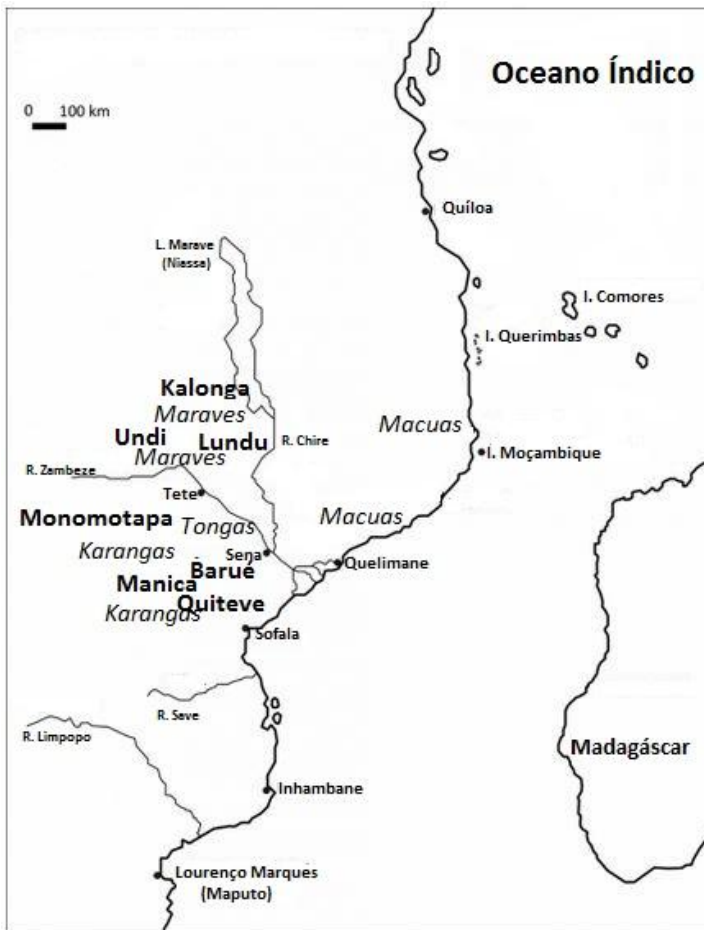 Oceano Índico
0 100 km
Quíloa
L. Marave
(Niassa)
I. Comores
I. Querimbas
Kalonga
Maraves
Macuas
Undi
Lundu
R. Chire
I. Moçambique
Maraves
R. Zambeze
Tete
Monomotapa
Tongas
Macuas
Karangas
Sena
Quelimane
Barué
Manica
Karangas
Quiteve
Sofala
R. Save
R. Limpopo
Madagáscar
Inhambane
Lourenço Marques
(Maputo)